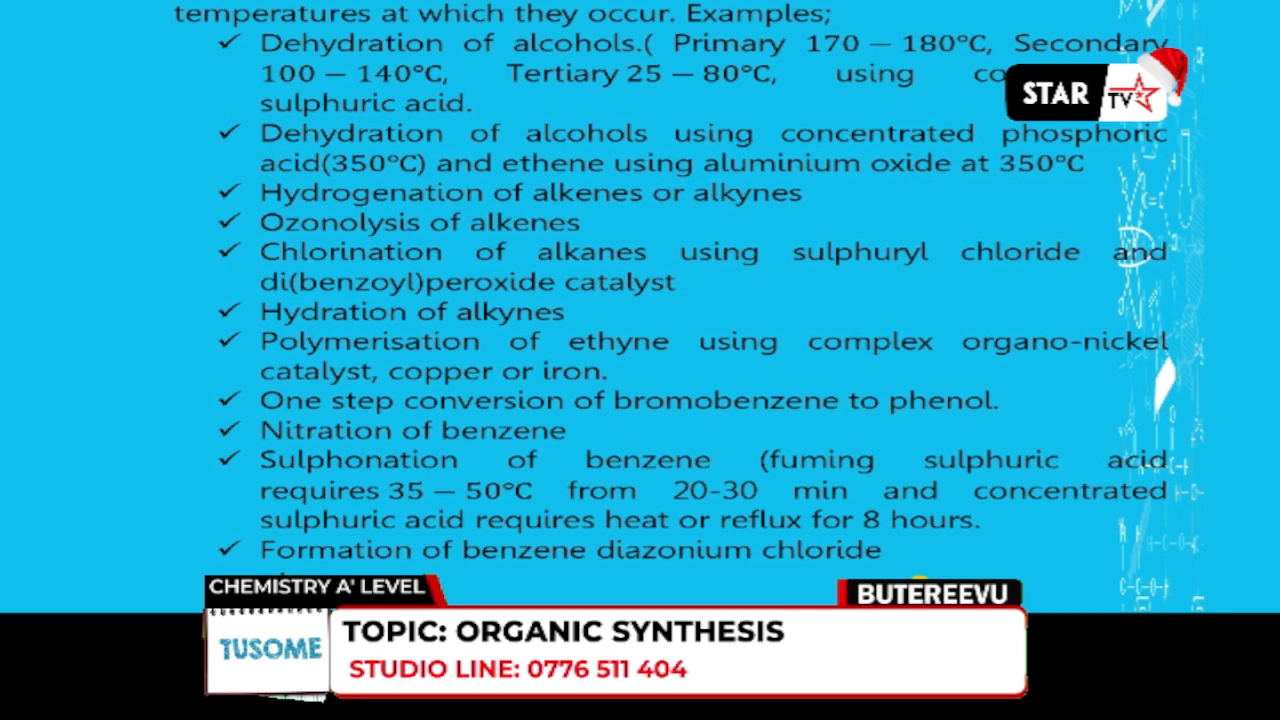 temperatures at which they occur. Examples;
✓ Dehydration of alcohols.( Primary 170 – 180°C, Secondary
100 – 140°C, Tertiary 25 – 80°C, using
sulphuric acid.
✓ Dehydration of alcohols using concentrated phosphoric
acid(350°C) and ethene using aluminium oxide at 350°C
✓ Hydrogenation of alkenes or alkynes
✓ Ozonolysis of alkenes
✓ Chlorination of alkanes using sulphuryl chloride and
di(benzoyl)peroxide catalyst
✓ Hydration of alkynes
✓ Polymerisation of ethyne using complex organo-nickel
catalyst, copper or iron.
✓ One step conversion of bromobenzene to phenol.
✓ Nitration of benzene
✓ Sulphonation of benzene (fuming sulphuric acid
requires 35 – 50°C from 20-30 min and concentrated
sulphuric acid requires heat or reflux for 8 hours.
✓ Formation of benzene diazonium chloride
STAR TV
CHEMISTRY A' LEVEL
BUTEREEVU
TUSOME
TOPIC: ORGANIC SYNTHESIS
STUDIO LINE: 0776 511 404